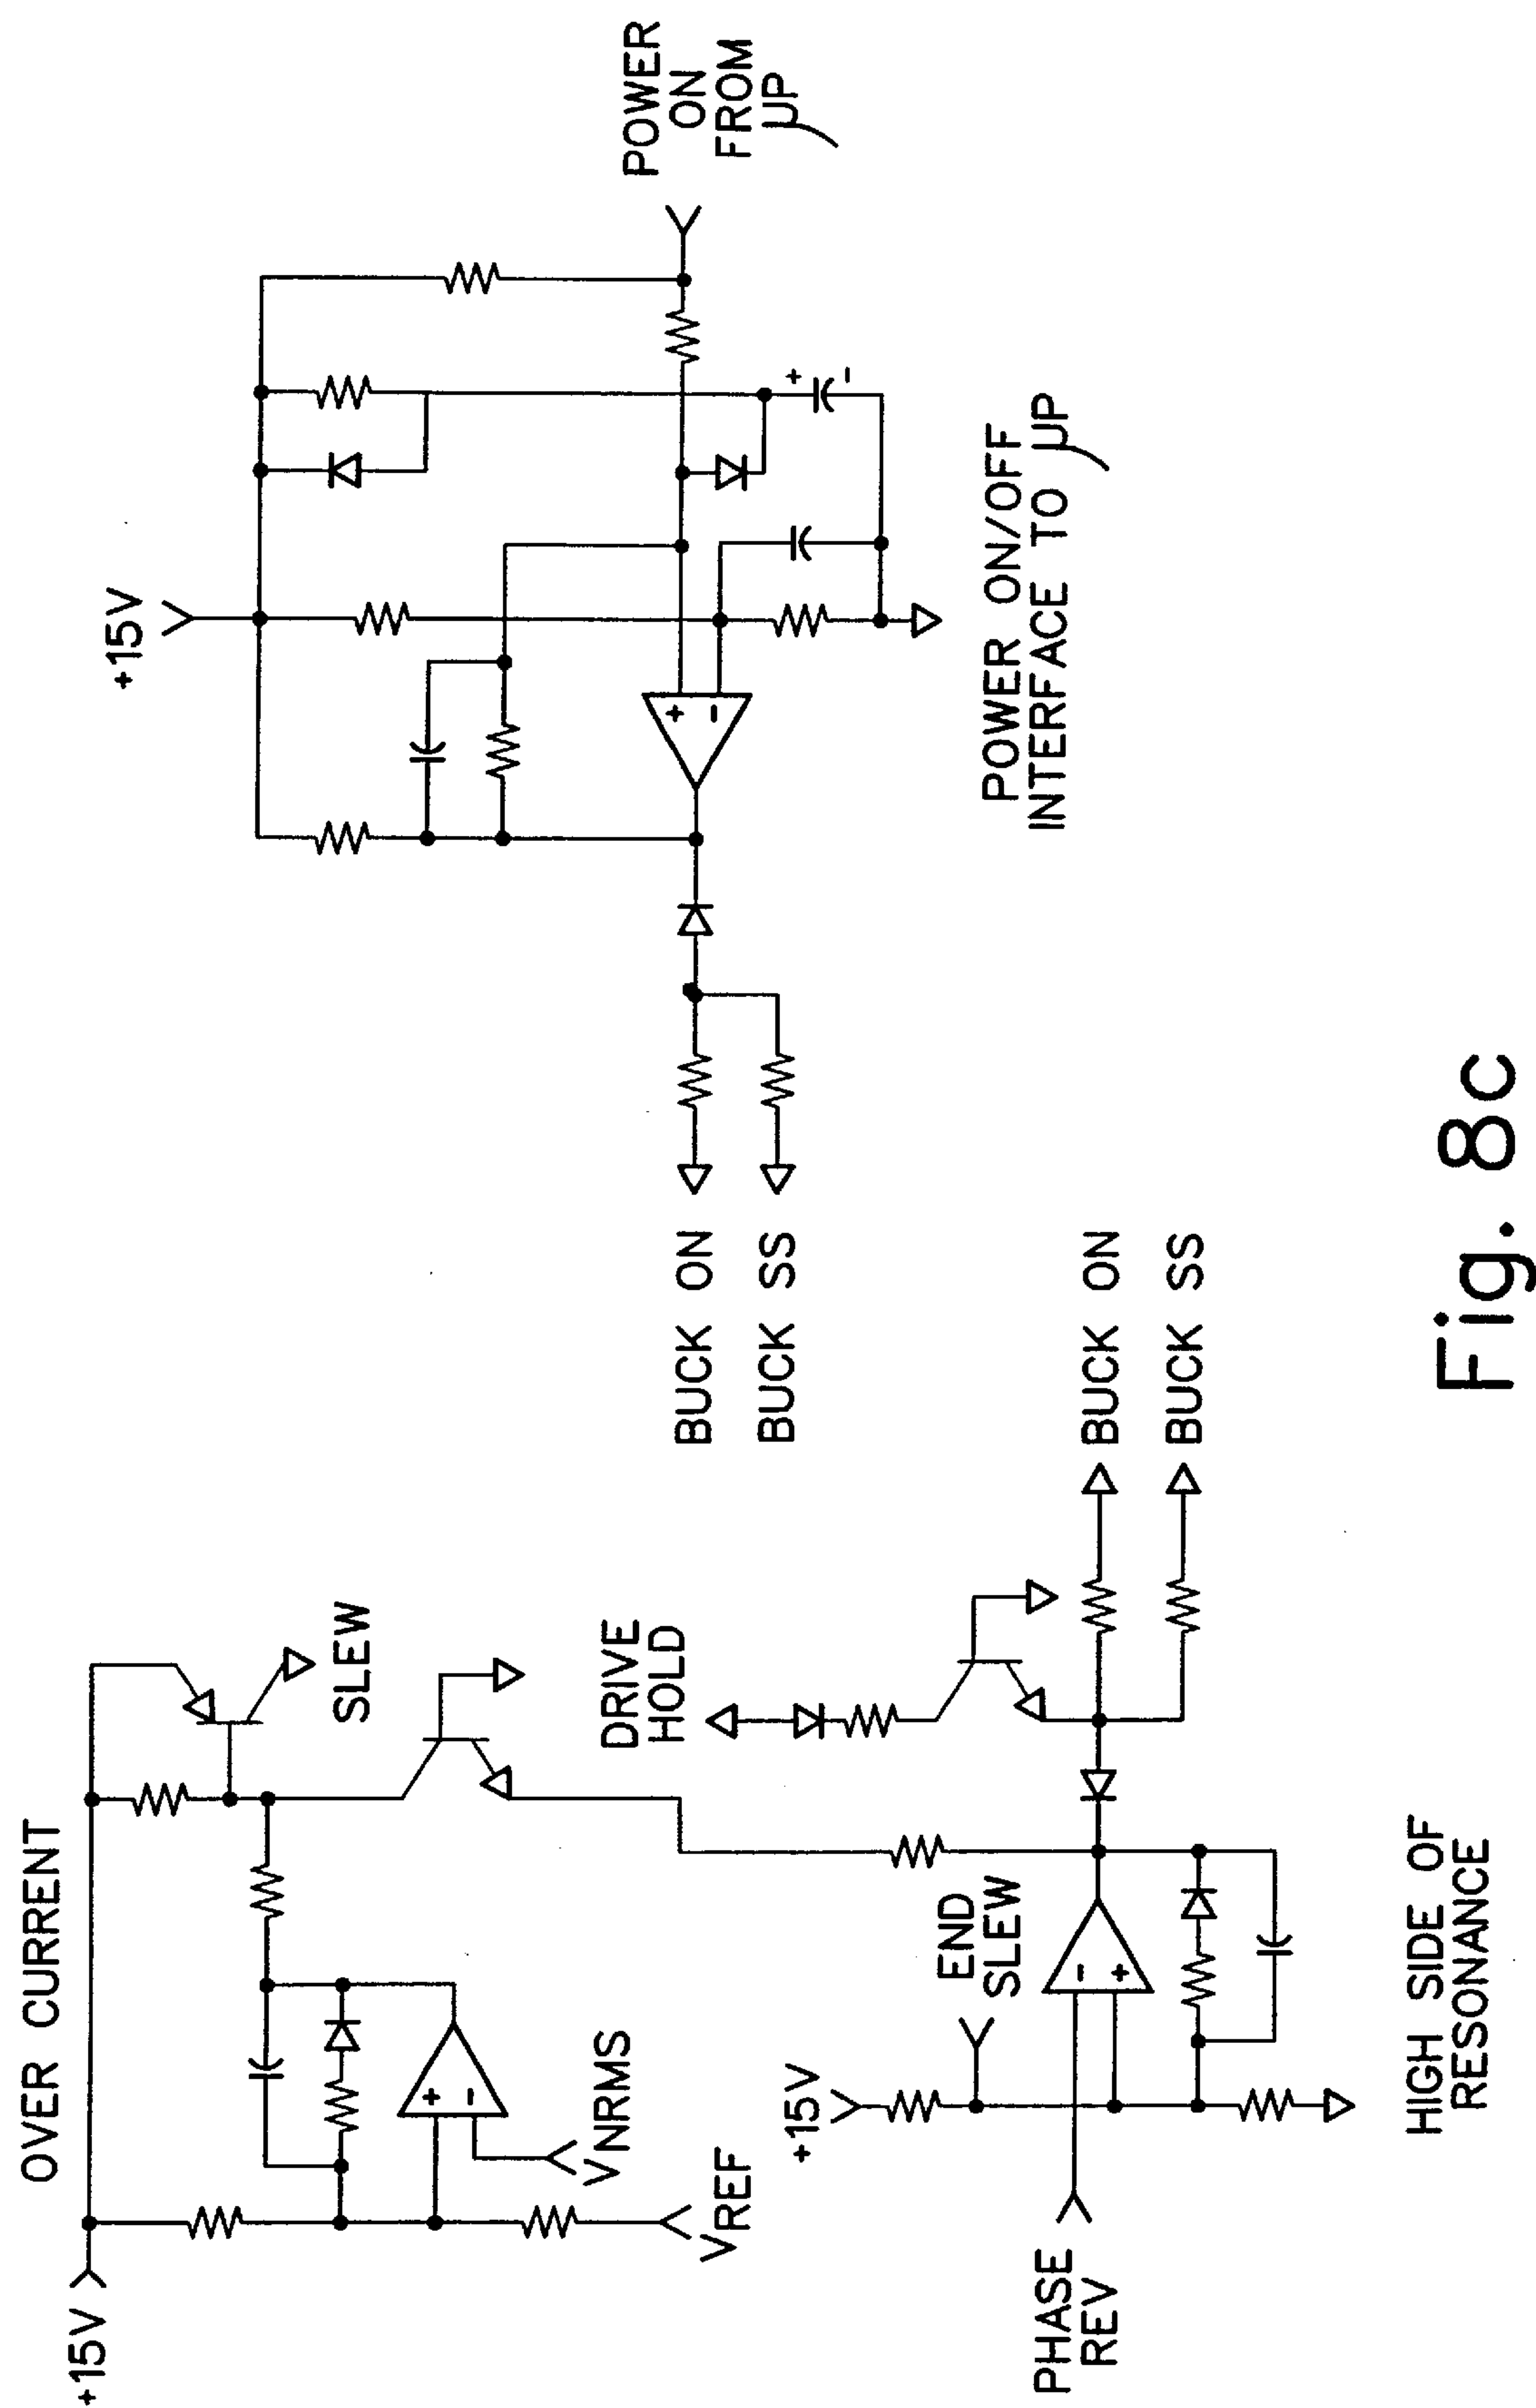 OVER CURRENT
+15V
SLEW
VNRMS
VREF
+
-
DRIVE
HOLD
END
SLEW
+15V
PHASE
REV
-
+
BUCK ON
BUCK SS
HIGH SIDE OF
RESONANCE
+15V
POWER
ON
FROM
μP
+
-
+
-
BUCK ON
BUCK SS
POWER ON/OFF
INTERFACE TO μP
Fig. 8c